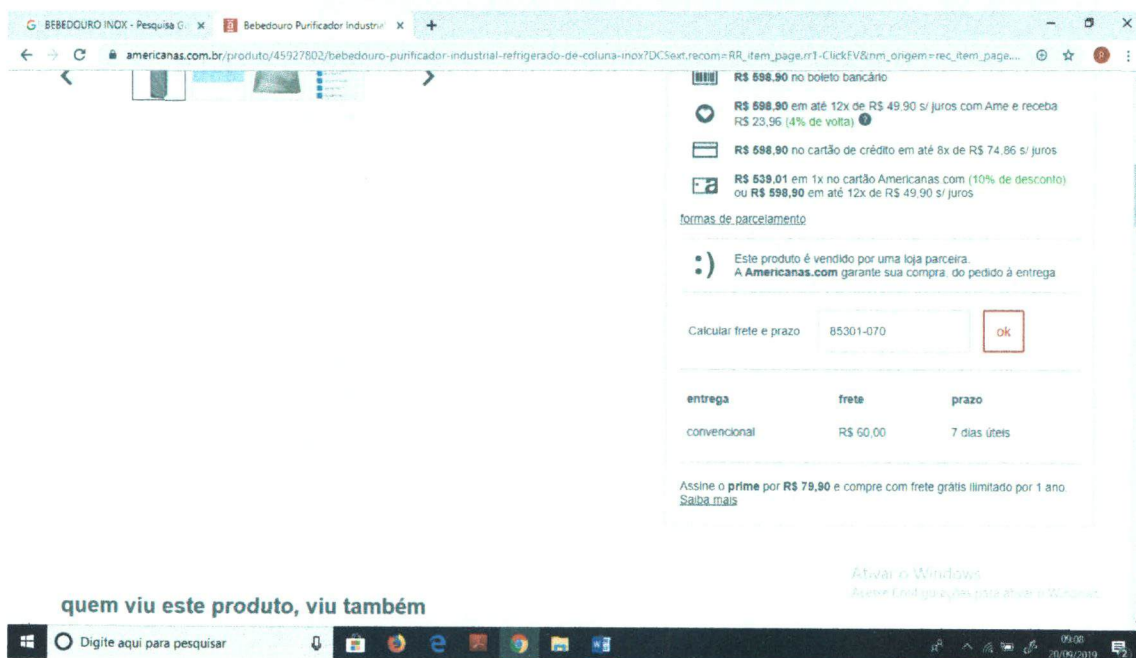 BEBEDOURO INOX - Pesquisa G
Bebedouro Purificador Industria
americanas.com.br/produto/45927802/bebedouro-purificador-industrial-refrigerado-de-coluna-inox?DCSext.recom=RR_item_page.rr1-ClickEV&nm_origem=rec_item_page....
R$ 598,90 no boleto bancário
R$ 598,90 em até 12x de R$ 49,90 s/ juros com Ame e receba
R$ 23,96 (4% de volta) ?
R$ 598,90 no cartão de crédito em até 8x de R$ 74,86 s/ juros
R$ 539,01 em 1x no cartão Americanas.com (10% de desconto)
ou R$ 598,90 em até 12x de R$ 49,90 s/ juros
formas de parcelamento
:) Este produto é vendido por uma loja parceira.
A Americanas.com garante sua compra, do pedido à entrega
Calcular frete e prazo 85301-070 ok
entrega frete prazo
convencional R$ 60,00 7 dias úteis
Assine o prime por R$ 79,90 e compre com frete grátis ilimitado por 1 ano.
Saiba mais
Ativar o Windows
Acesse Configurações para ativar o Windows.
quem viu este produto, viu também
Digite aqui para pesquisar
09:08
20/09/2019